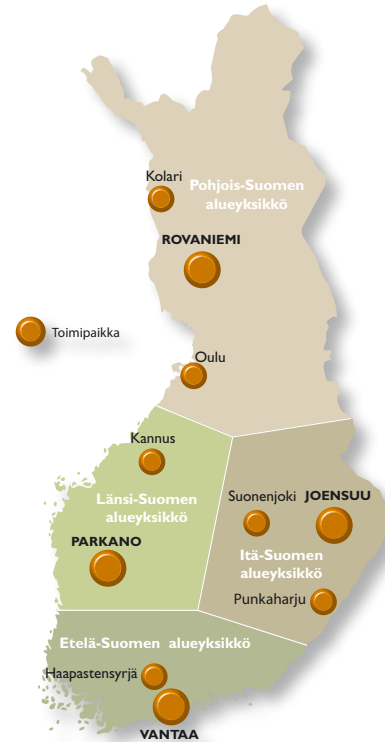 Kolari
Pohjois-Suomen
alueyksikkö
ROVANIEMI
Toimipaikka
Oulu
Kannus
Länsi-Suomen
alueyksikkö
Suonenjoki
JOENSUU
PARKANO
Itä-Suomen
alueyksikkö
Punkaharju
Etelä-Suomen alueyksikkö
Haapastensyrjä
VANTAA